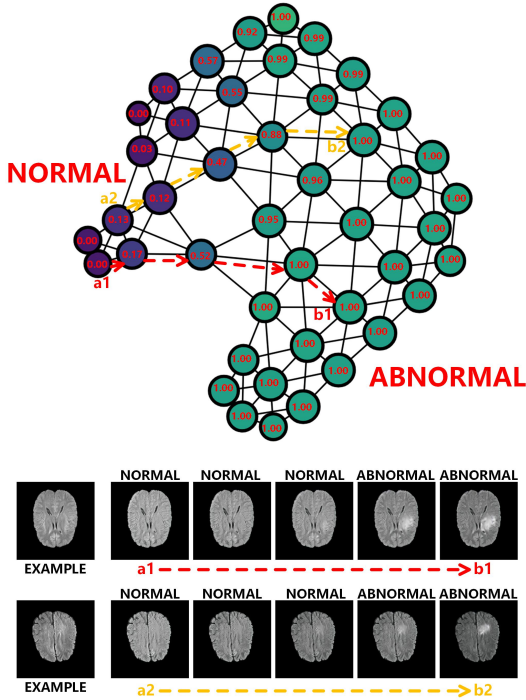 1.00
0.92 0.99
0.57 0.99 0.99
0.10 0.55 0.99
0.00 0.11 1.00
0.88 1.00
0.03 b2 1.00
0.47
NORMAL 0.96 1.00
a2 0.12 1.00
0.13 0.95 1.00 1.00
0.00
0.17 0.52 1.00
0.00 1.00 1.00
a1
1.00
1.00 b1 1.00
1.00
1.00
1.00 1.00 ABNORMAL
1.00 1.00
1.00 1.00
1.00
NORMAL NORMAL NORMAL ABNORMAL ABNORMAL
EXAMPLE a1 b1
NORMAL NORMAL NORMAL ABNORMAL ABNORMAL
EXAMPLE a2 b2